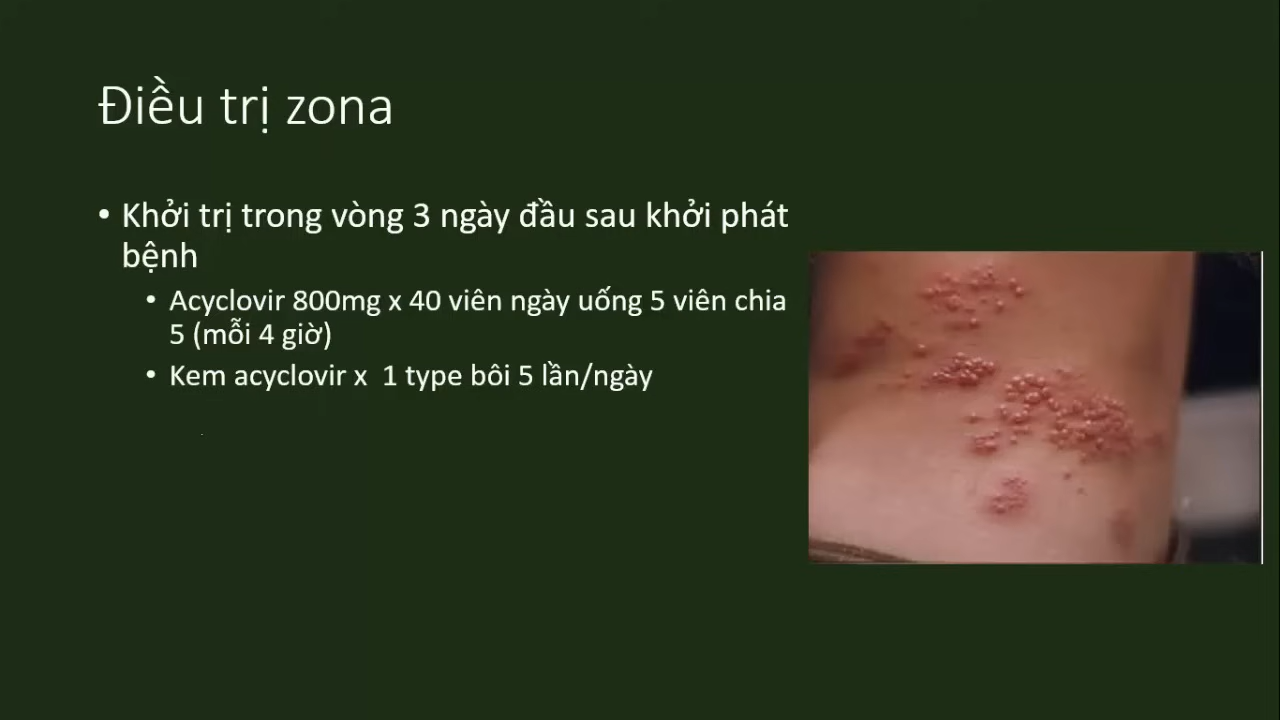 Điều trị zona
• Khởi trị trong vòng 3 ngày đầu sau khởi phát
bệnh
• Acyclovir 800mg x 40 viên ngày uống 5 viên chia
5 (mỗi 4 giờ)
• Kem acyclovir x  1 type bôi 5 lần/ngày